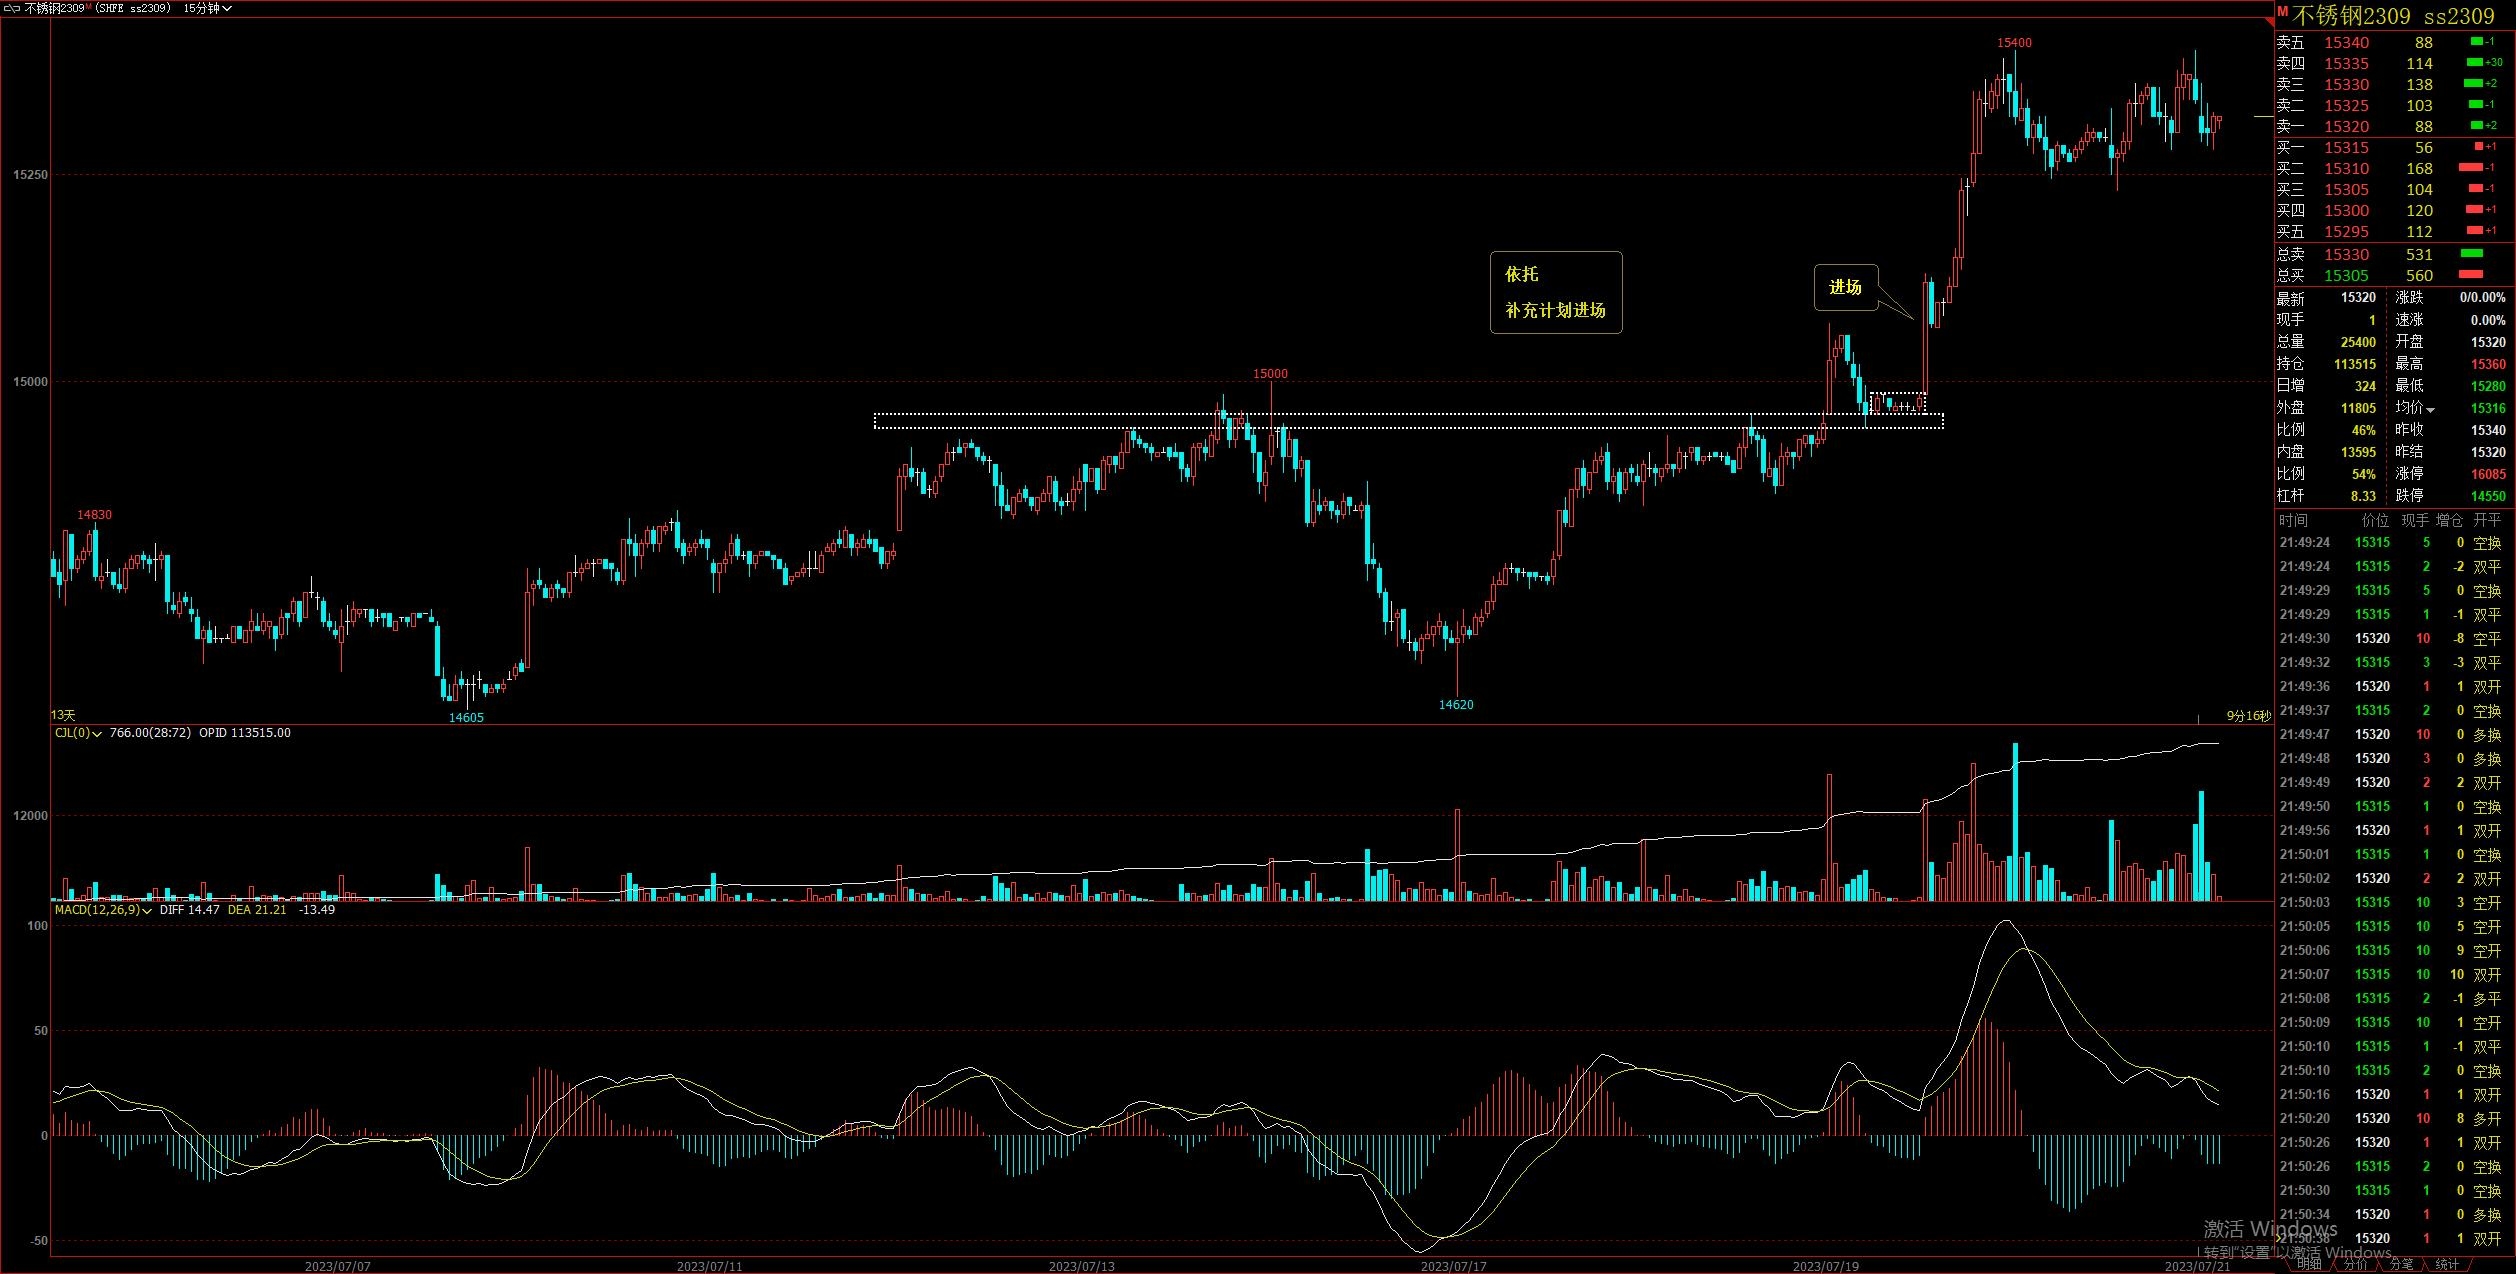 不锈钢2309M (SHFE ss2309) 15分钟
15400
15250
依托
补充计划进场
进场
15000
15000
14830
14605
14620
13天
9分16秒
CJL(0) 766.00(28:72) OPID 113515.00
12000
MACD(12,26,9) DIFF 14.47 DEA 21.21 -13.49
100
50
0
-50
2023/07/07 2023/07/11 2023/07/13 2023/07/17 2023/07/19 2023/07/21
M 不锈钢2309 ss2309
卖五 15340 88 -1
卖四 15335 114 +30
卖三 15330 138 +2
卖二 15325 103 -1
卖一 15320 88 +2
买一 15315 56 +1
买二 15310 168 -1
买三 15305 104 -1
买四 15300 120 +1
买五 15295 112 +1
总卖 15330 531
总买 15305 560
最新 15320 涨跌 0/0.00%
现手 1 速涨 0.00%
总量 25400 开盘 15320
持仓 113515 最高 15360
日增 324 最低 15280
外盘 11805 均价 15316
比例 46% 昨收 15340
内盘 13595 昨结 15320
比例 54% 涨停 16085
杠杆 8.33 跌停 14550
时间 价位 现手 增仓 开平
21:49:24 15315 5 0 空换
21:49:24 15315 2 -2 双平
21:49:29 15315 5 0 空换
21:49:29 15315 1 -1 双平
21:49:30 15320 10 -8 空平
21:49:32 15315 3 -3 双平
21:49:36 15320 1 1 双开
21:49:37 15315 2 0 空换
21:49:47 15320 10 0 多换
21:49:48 15320 3 0 多换
21:49:49 15320 2 2 双开
21:49:50 15315 1 0 空换
21:49:56 15320 1 1 双开
21:50:01 15315 1 0 空换
21:50:02 15320 2 2 双开
21:50:03 15315 10 3 空开
21:50:05 15315 10 5 空开
21:50:06 15315 10 9 空开
21:50:07 15315 10 10 双开
21:50:08 15315 2 -1 多平
21:50:09 15315 10 1 空开
21:50:10 15315 1 -1 双平
21:50:10 15315 2 0 空换
21:50:16 15320 1 1 双开
21:50:20 15320 10 8 多开
21:50:26 15320 1 1 双开
21:50:26 15315 2 0 空换
21:50:30 15315 1 0 空换
21:50:34 15320 1 0 多换
21:50:38 15320 1 1 双开
激活 Windows
转到"设置"以激活 Windows。
明细 分价 分笔 统计